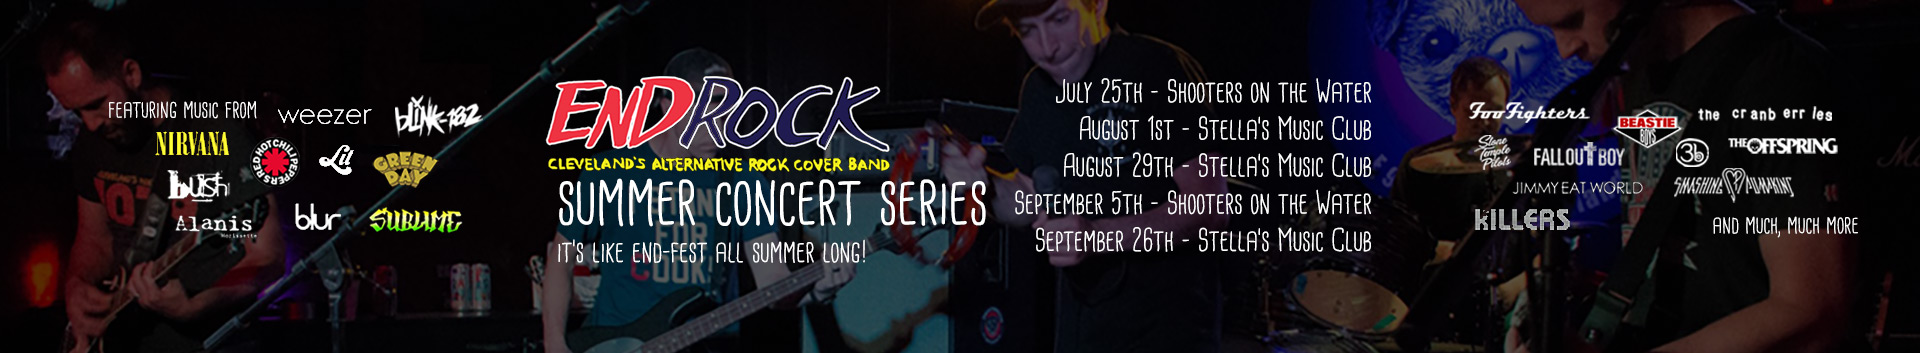 FEATURING MUSIC FROM
weezer
blink-182
NIRVANA
RED HOT CHILI PEPPERS
Lit
GREEN DAY
bush
Alanis
Morissette
blur
SUBLIME
ENDROCK
CLEVELAND'S ALTERNATIVE ROCK COVER BAND
SUMMER CONCERT SERIES
IT'S LIKE END-FEST ALL SUMMER LONG!
JULY 25TH - SHOOTERS ON THE WATER
AUGUST 1ST - STELLA'S MUSIC CLUB
AUGUST 29TH - STELLA'S MUSIC CLUB
SEPTEMBER 5TH - SHOOTERS ON THE WATER
SEPTEMBER 26TH - STELLA'S MUSIC CLUB
Foo Fighters
BEASTIE
BOYS
the cranberries
Stone
Temple
Pilots
FALL OUT BOY
3b
THE OFFSPRING
JIMMY EAT WORLD
SMASHING PUMPKINS
KILLERS
AND MUCH, MUCH MORE